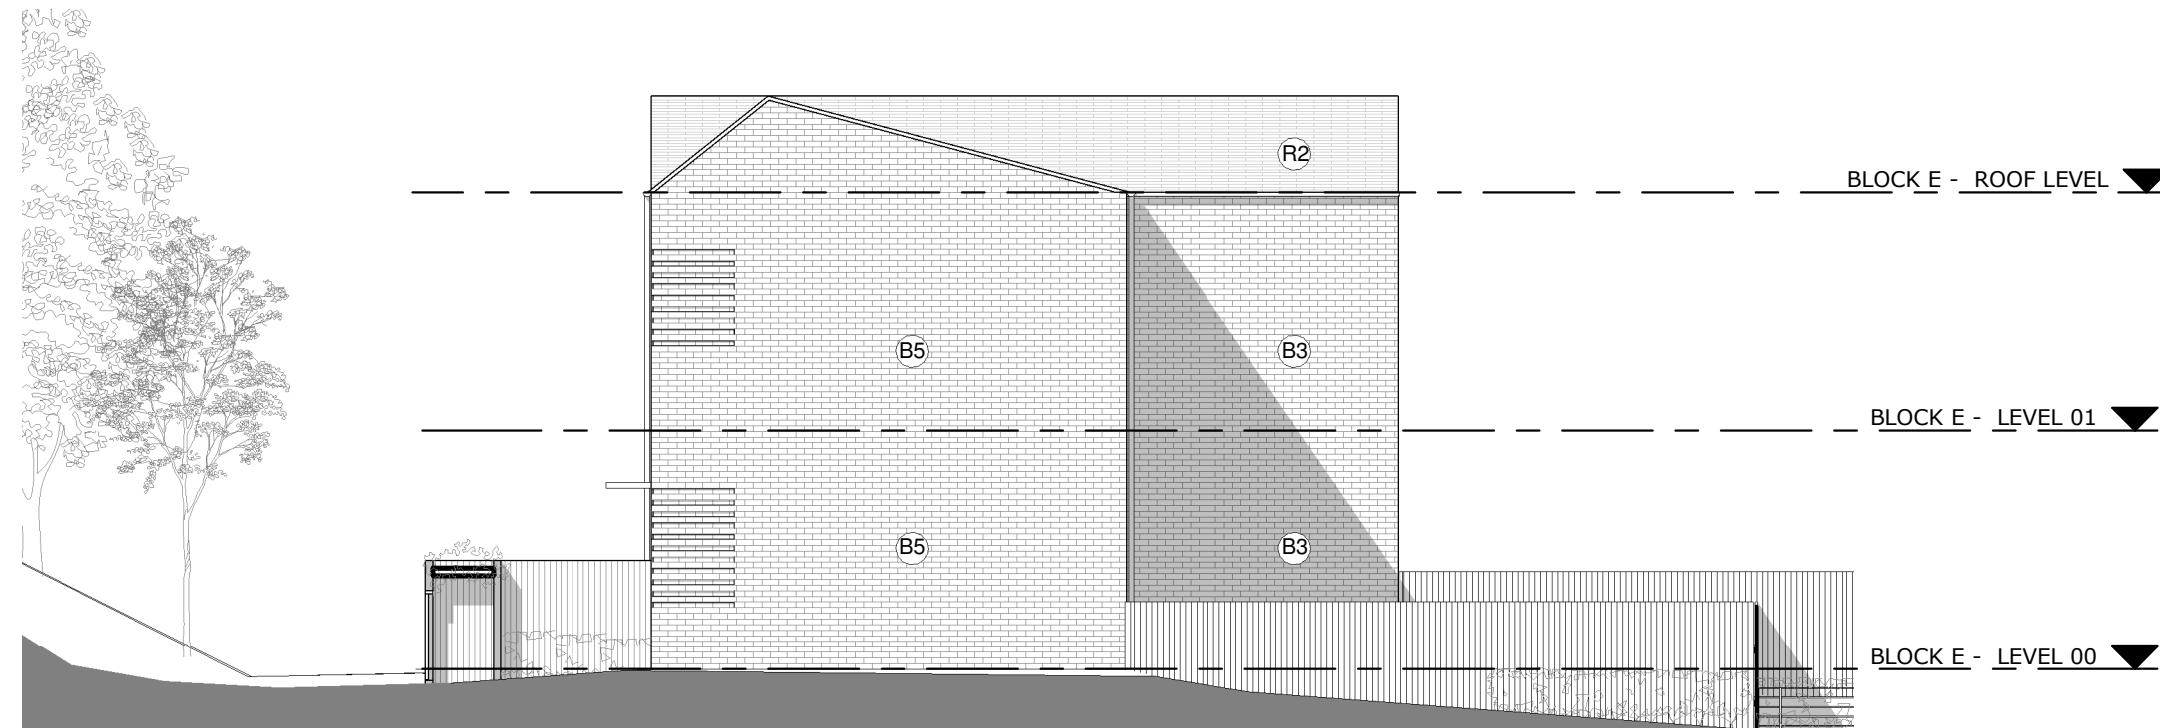 R2
BLOCK E - ROOF LEVEL
B5
B3
BLOCK E - LEVEL 01
B5
B3
BLOCK E - LEVEL 00